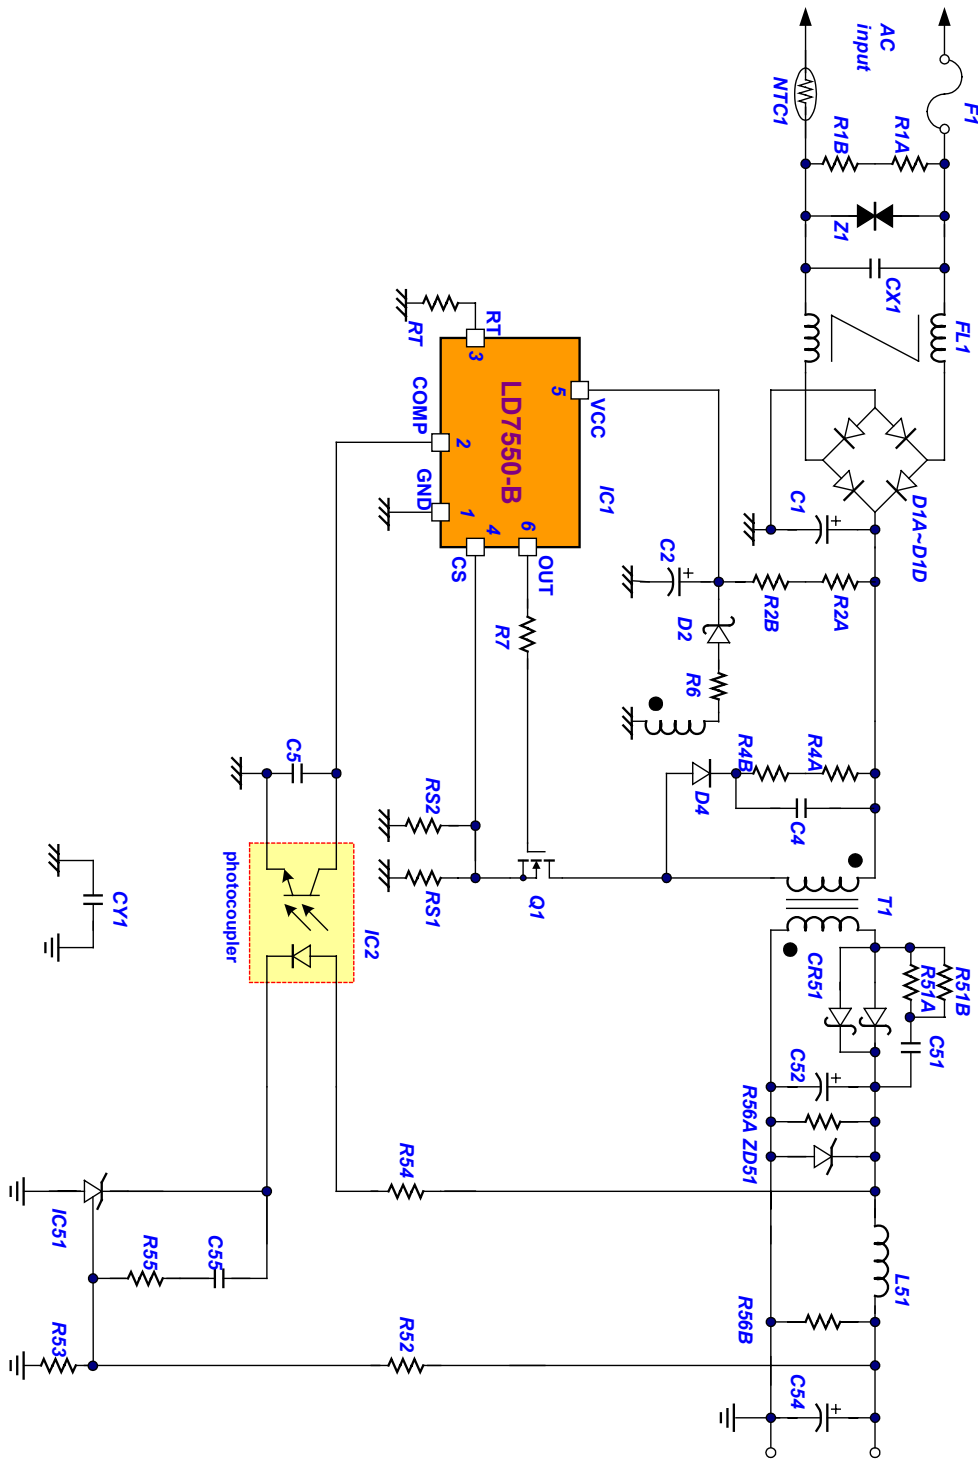 AC
input
F1
NTC1
R1A
R1B
Z1
CX1
FL1
D1A~D1D
C1
R2A
R2B
C2
D2
R6
R4A
R4B
C4
D4
T1
R51B
R51A
C51
CR51
C52
R56A
ZD51
L51
R56B
C54
RT
RT
3
COMP
2
GND
1
LD7550-B
5
VCC
IC1
4
CS
6
OUT
R7
Q1
RS2
RS1
C5
photocoupler
IC2
CY1
R54
IC51
R55
C55
R53
R52
+
+
+
+